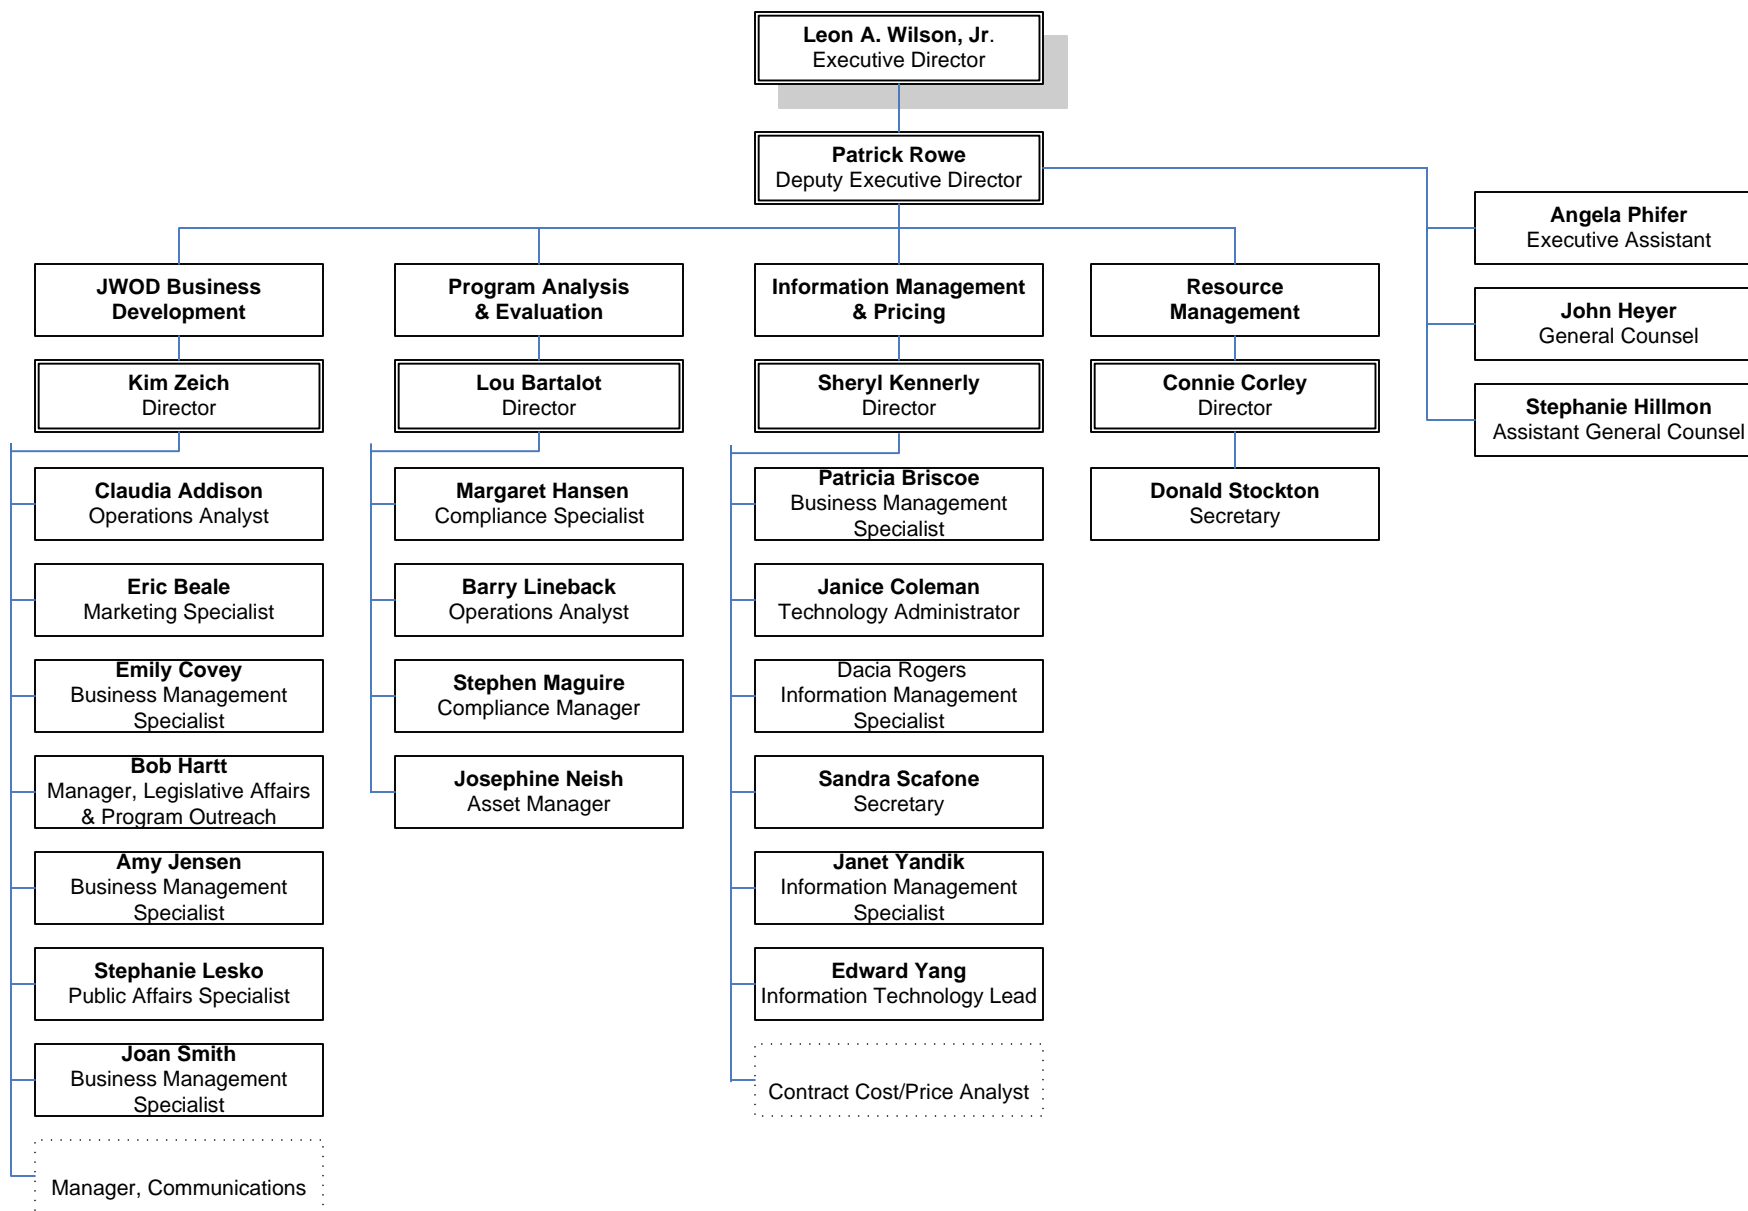 Leon A. Wilson, Jr.
Executive Director
Patrick Rowe
Deputy Executive Director
Angela Phifer
Executive Assistant
John Heyer
General Counsel
Stephanie Hillmon
Assistant General Counsel
JWOD Business
Development
Kim Zeich
Director
Claudia Addison
Operations Analyst
Eric Beale
Marketing Specialist
Emily Covey
Business Management
Specialist
Bob Hartt
Manager, Legislative Affairs
& Program Outreach
Amy Jensen
Business Management
Specialist
Stephanie Lesko
Public Affairs Specialist
Joan Smith
Business Management
Specialist
Manager, Communications
Program Analysis
& Evaluation
Lou Bartalot
Director
Margaret Hansen
Compliance Specialist
Barry Lineback
Operations Analyst
Stephen Maguire
Compliance Manager
Josephine Neish
Asset Manager
Information Management
& Pricing
Sheryl Kennerly
Director
Patricia Briscoe
Business Management
Specialist
Janice Coleman
Technology Administrator
Dacia Rogers
Information Management
Specialist
Sandra Scafone
Secretary
Janet Yandik
Information Management
Specialist
Edward Yang
Information Technology Lead
Contract Cost/Price Analyst
Resource
Management
Connie Corley
Director
Donald Stockton
Secretary